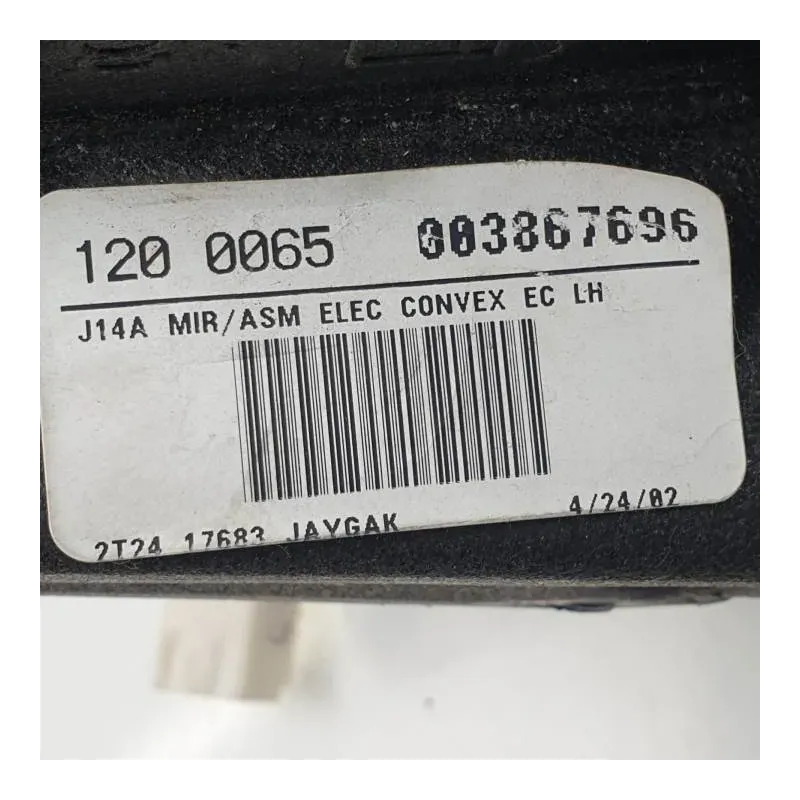 120 0065 003867696
J14A MIR/ASM ELEC CONVEX EC LH
2T24 17683 JAYGAK 4/24/02